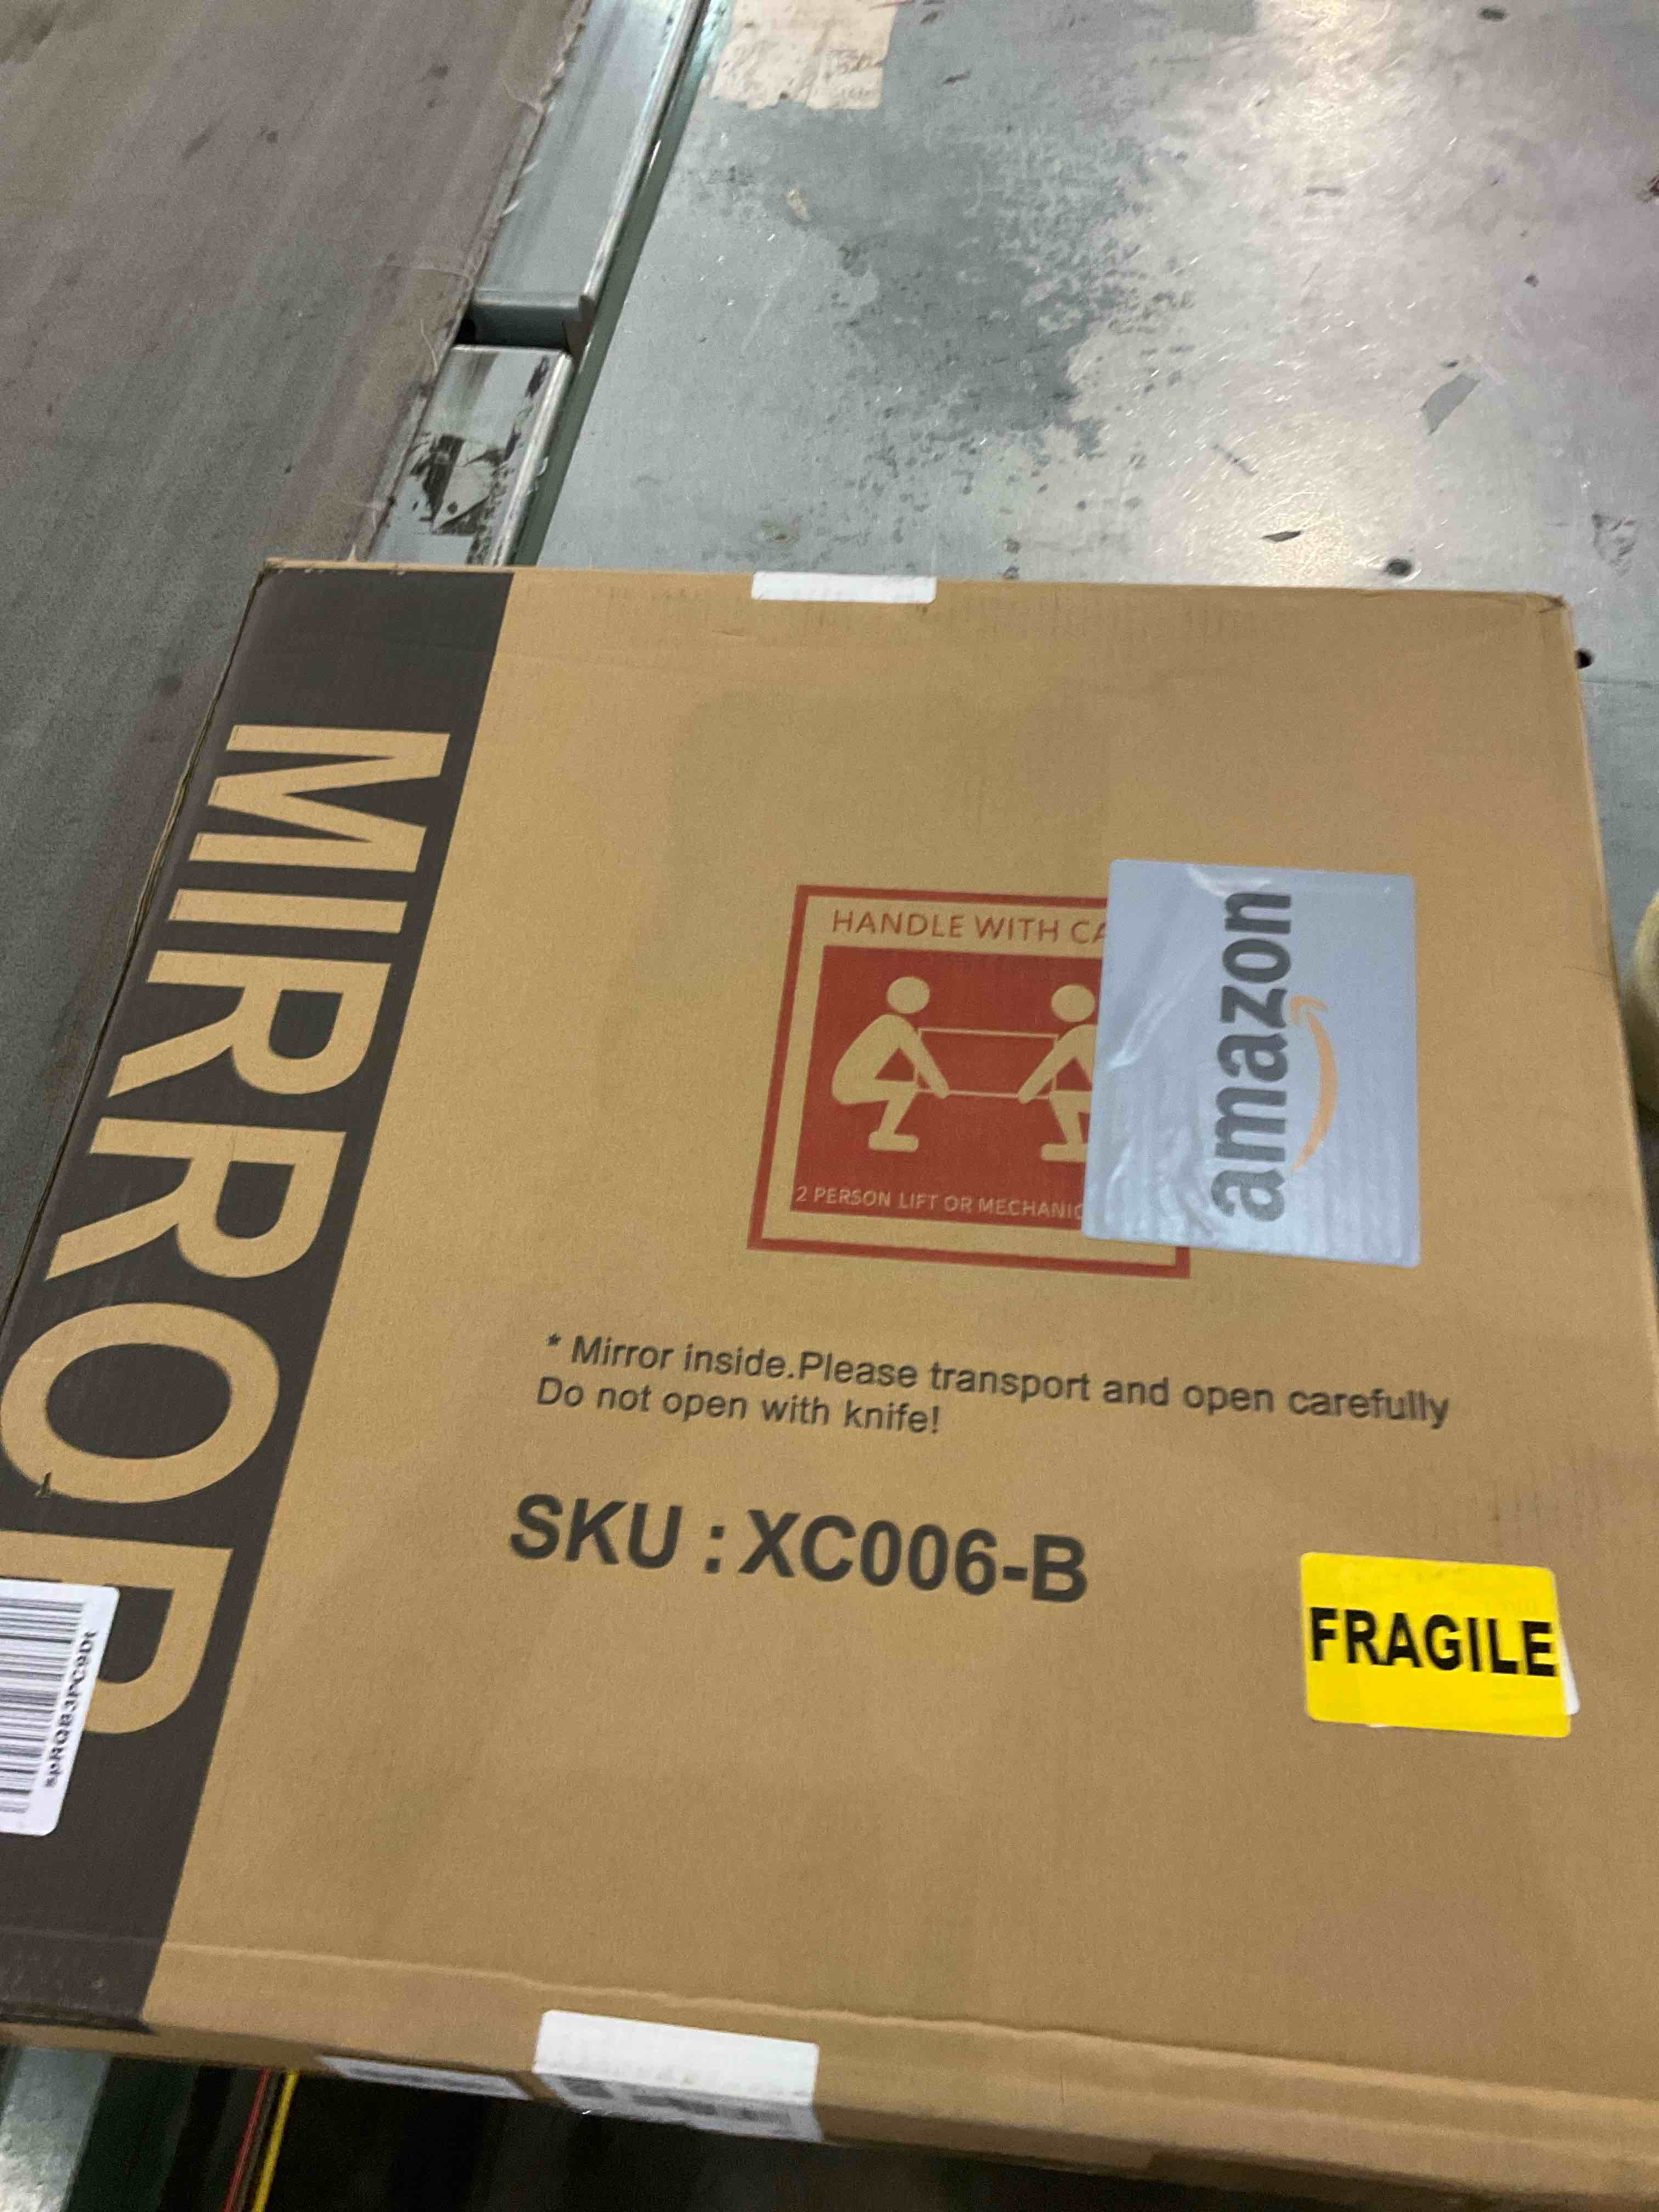 MIRROR
HANDLE WITH CA
amazon
2 PERSON LIFT OR MECHANIC
* Mirror inside.Please transport and open carefully
Do not open with knife!
SKU : XC006-B
FRAGILE